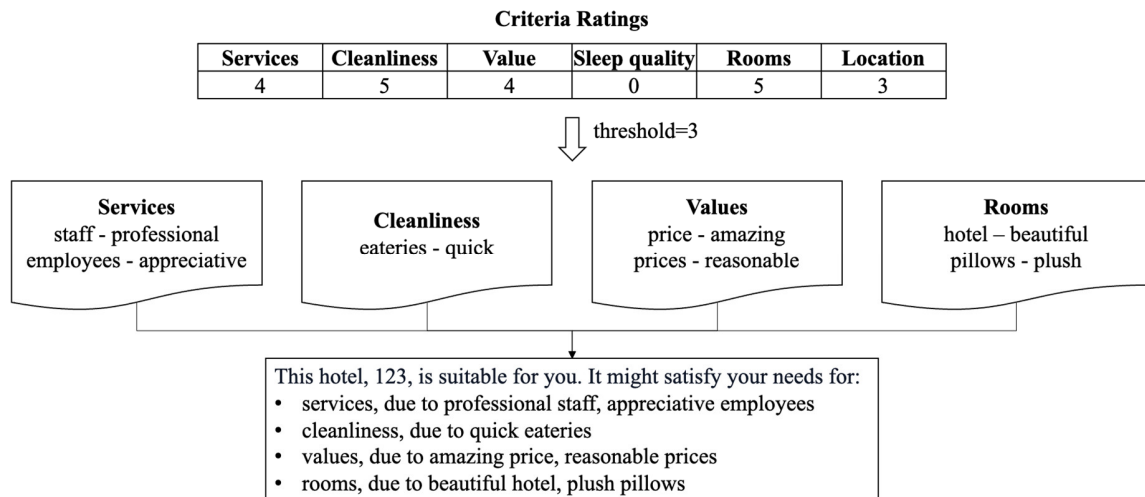 Criteria Ratings
Services Cleanliness Value Sleep quality Rooms Location
4 5 4 0 5 3
threshold=3
Services
staff - professional
employees - appreciative
Cleanliness
eateries - quick
Values
price - amazing
prices - reasonable
Rooms
hotel – beautiful
pillows - plush
This hotel, 123, is suitable for you. It might satisfy your needs for:
• services, due to professional staff, appreciative employees
• cleanliness, due to quick eateries
• values, due to amazing price, reasonable prices
• rooms, due to beautiful hotel, plush pillows